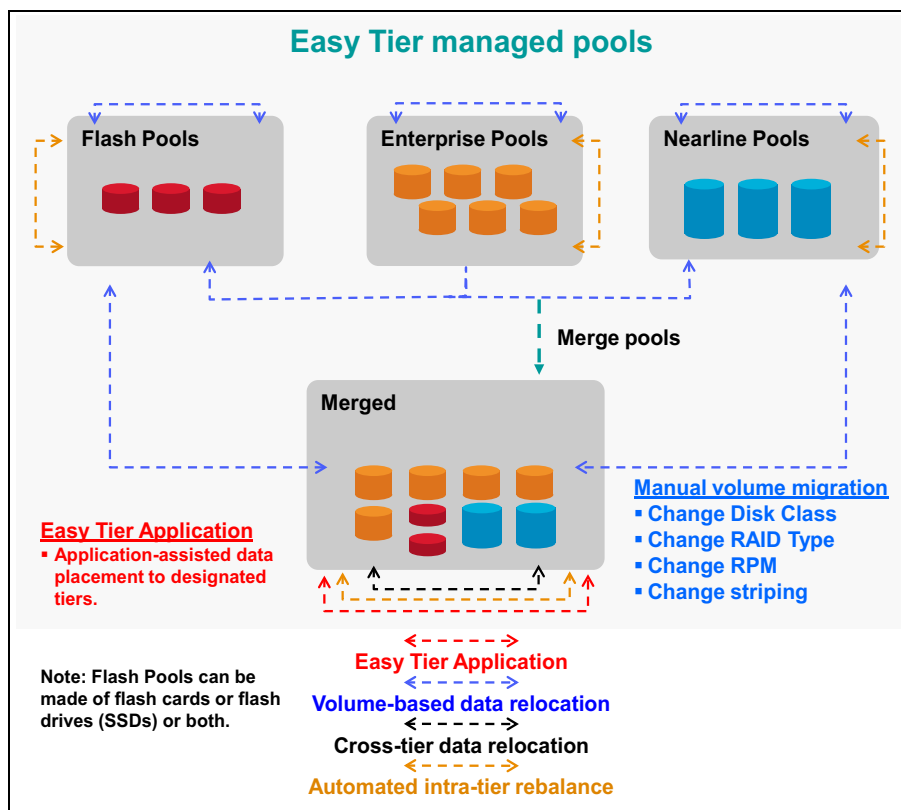 Easy Tier managed pools
Flash Pools
Enterprise Pools
Nearline Pools
Merge pools
Merged
Easy Tier Application
▪ Application-assisted data
placement to designated
tiers.
Manual volume migration
▪ Change Disk Class
▪ Change RAID Type
▪ Change RPM
▪ Change striping
Note: Flash Pools can be
made of flash cards or flash
drives (SSDs) or both.
Easy Tier Application
Volume-based data relocation
Cross-tier data relocation
Automated intra-tier rebalance